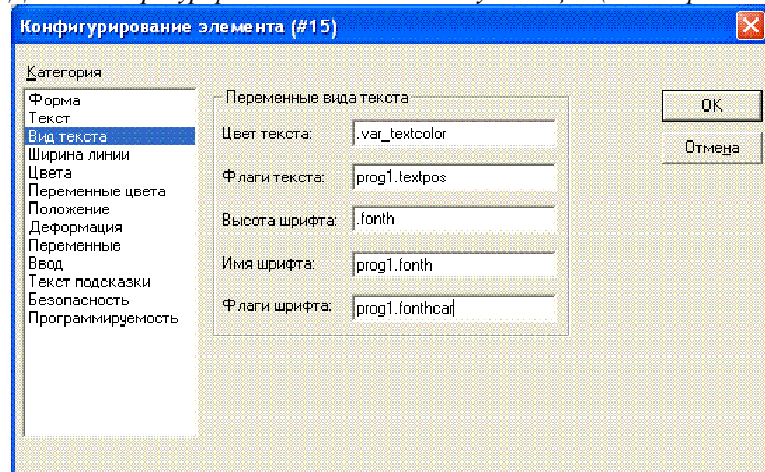 Конфигурирование элемента (#15)
Категория
Форма
Текст
Вид текста
Ширина линии
Цвета
Переменные цвета
Положение
Деформация
Переменные
Ввод
Текст подсказки
Безопасность
Программируемость
Переменные вида текста
Цвет текста: .var_textcolor
Флаги текста: prog1.textpos
Высота шрифта: .fonth
Имя шрифта: prog1.fonth
Флаги шрифта: prog1.fonthcar
OK
Отмена